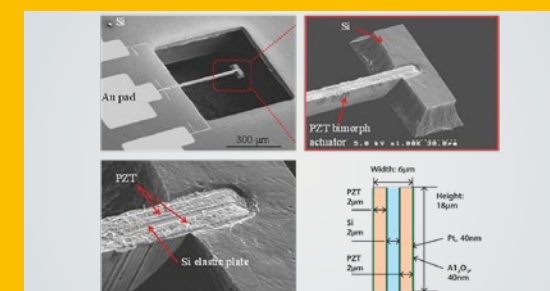 Si
Au pad
300 μm
Si
PZT bimorph
actuator
PZT
Si elastic plate
Width: 6μm
PZT
2μm
Si
2μm
PZT
2μm
Height:
18μm
Pt, 40nm
40nm